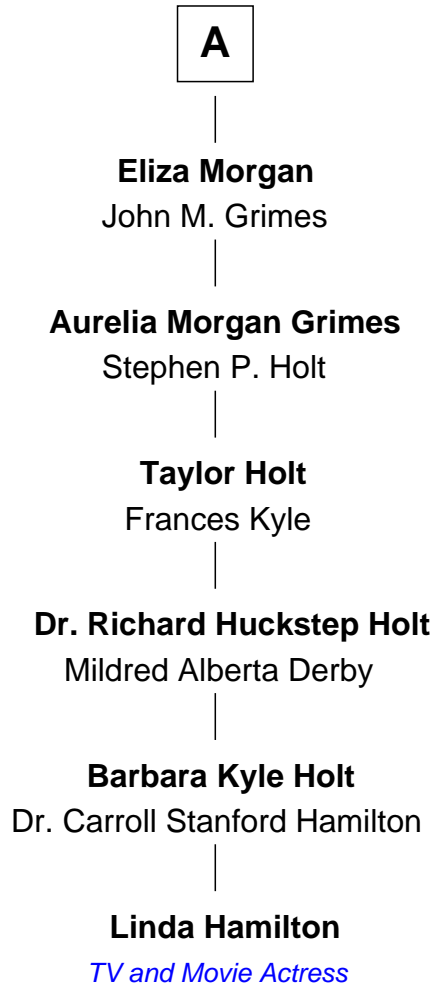 A
Eliza Morgan
John M. Grimes
Aurelia Morgan Grimes
Stephen P. Holt
Taylor Holt
Frances Kyle
Dr. Richard Huckstep Holt
Mildred Alberta Derby
Barbara Kyle Holt
Dr. Carroll Stanford Hamilton
Linda Hamilton
TV and Movie Actress